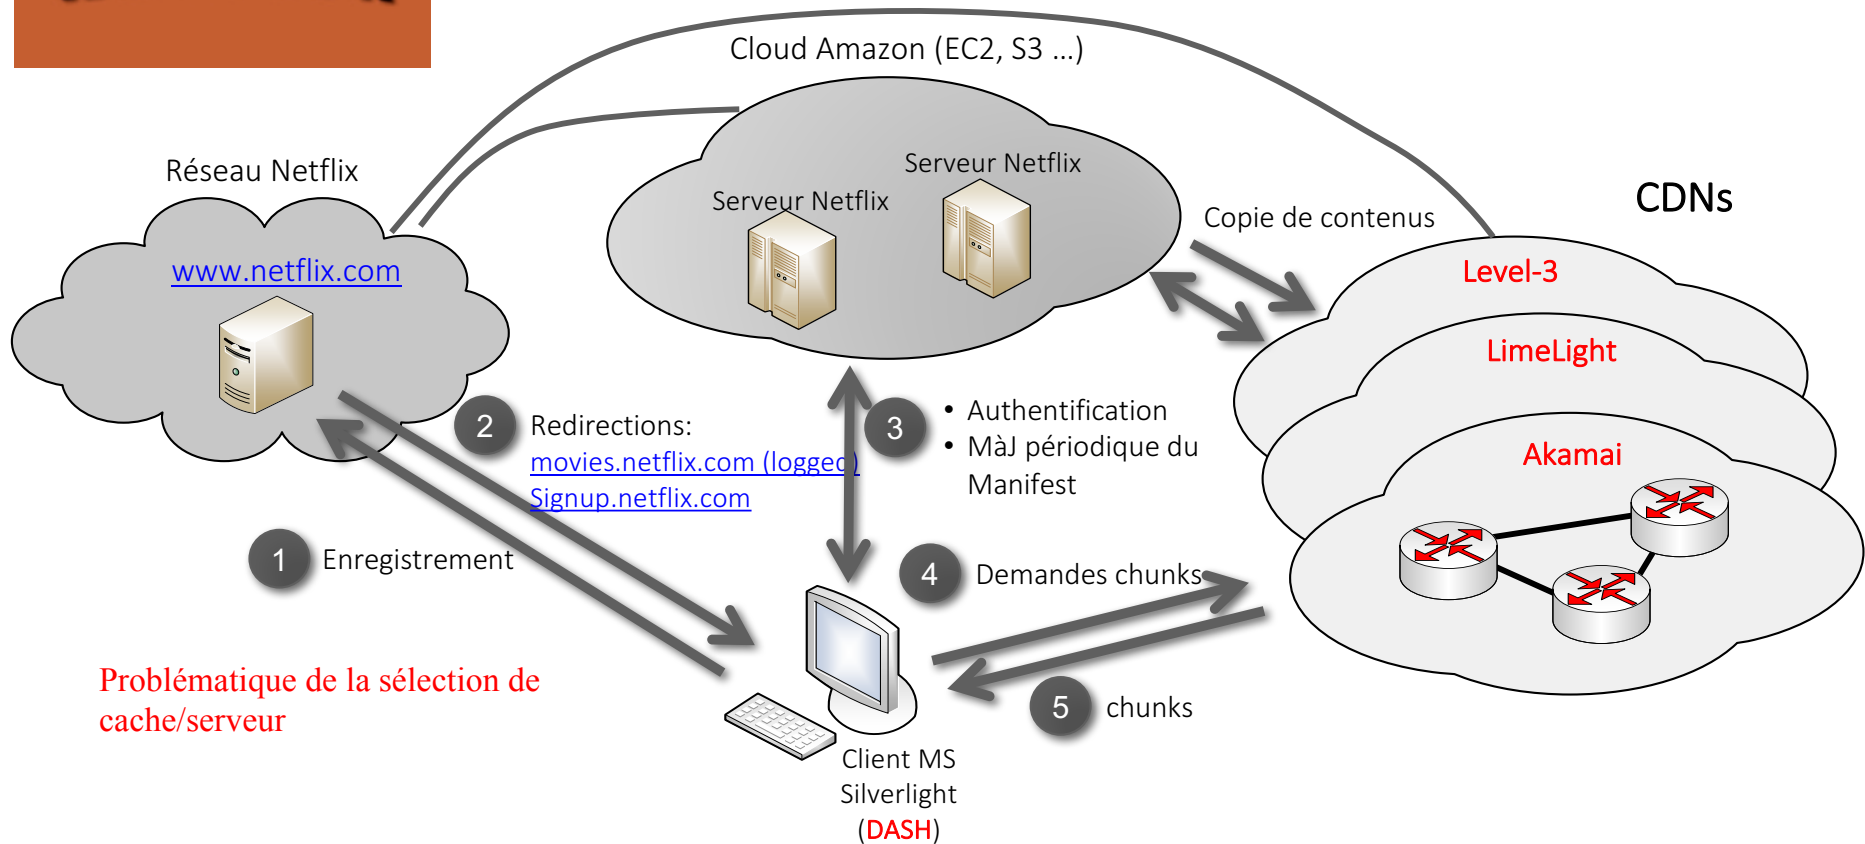 Cloud Amazon (EC2, S3 ...)
Réseau Netflix
www.netflix.com
Serveur Netflix
Serveur Netflix
Copie de contenus
CDNs
Level-3
LimeLight
Akamai
2
Redirections:
movies.netflix.com (logged)
Signup.netflix.com
3
• Authentification
• MàJ périodique du
Manifest
1
Enregistrement
4
Demandes chunks
5
chunks
Problématique de la sélection de
cache/serveur
Client MS
Silverlight
(DASH)